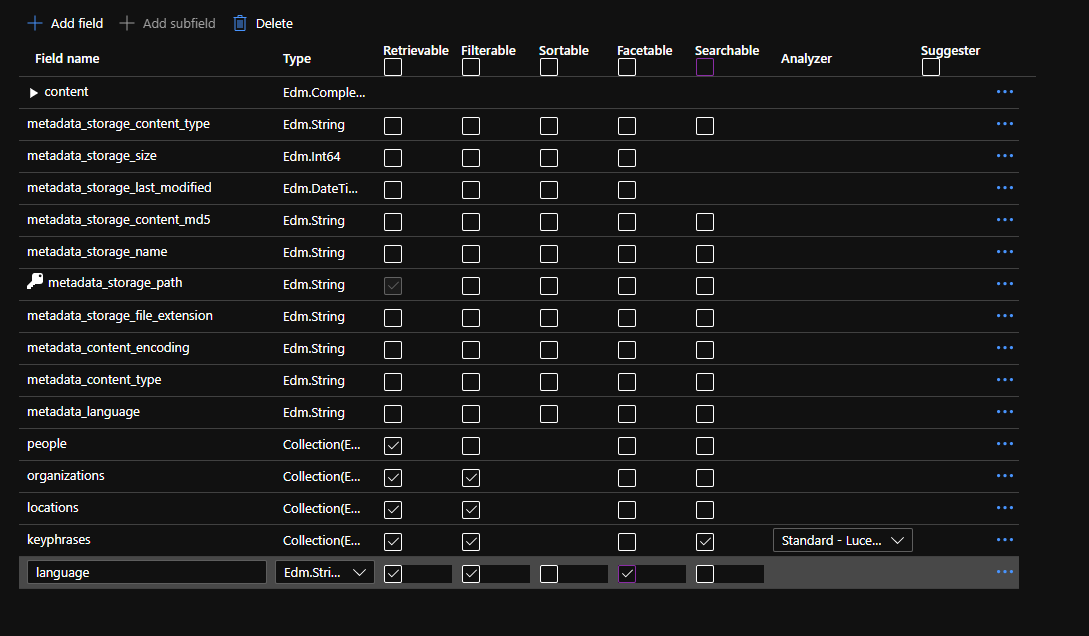 Add field Add subfield Delete
Field name Type Retrievable Filterable Sortable Facetable Searchable Analyzer Suggester
content Edm.Comple...
metadata_storage_content_type Edm.String
metadata_storage_size Edm.Int64
metadata_storage_last_modified Edm.DateTi...
metadata_storage_content_md5 Edm.String
metadata_storage_name Edm.String
metadata_storage_path Edm.String
metadata_storage_file_extension Edm.String
metadata_content_encoding Edm.String
metadata_content_type Edm.String
metadata_language Edm.String
people Collection(E...
organizations Collection(E...
locations Collection(E...
keyphrases Collection(E... Standard - Luce...
language Edm.Stri...